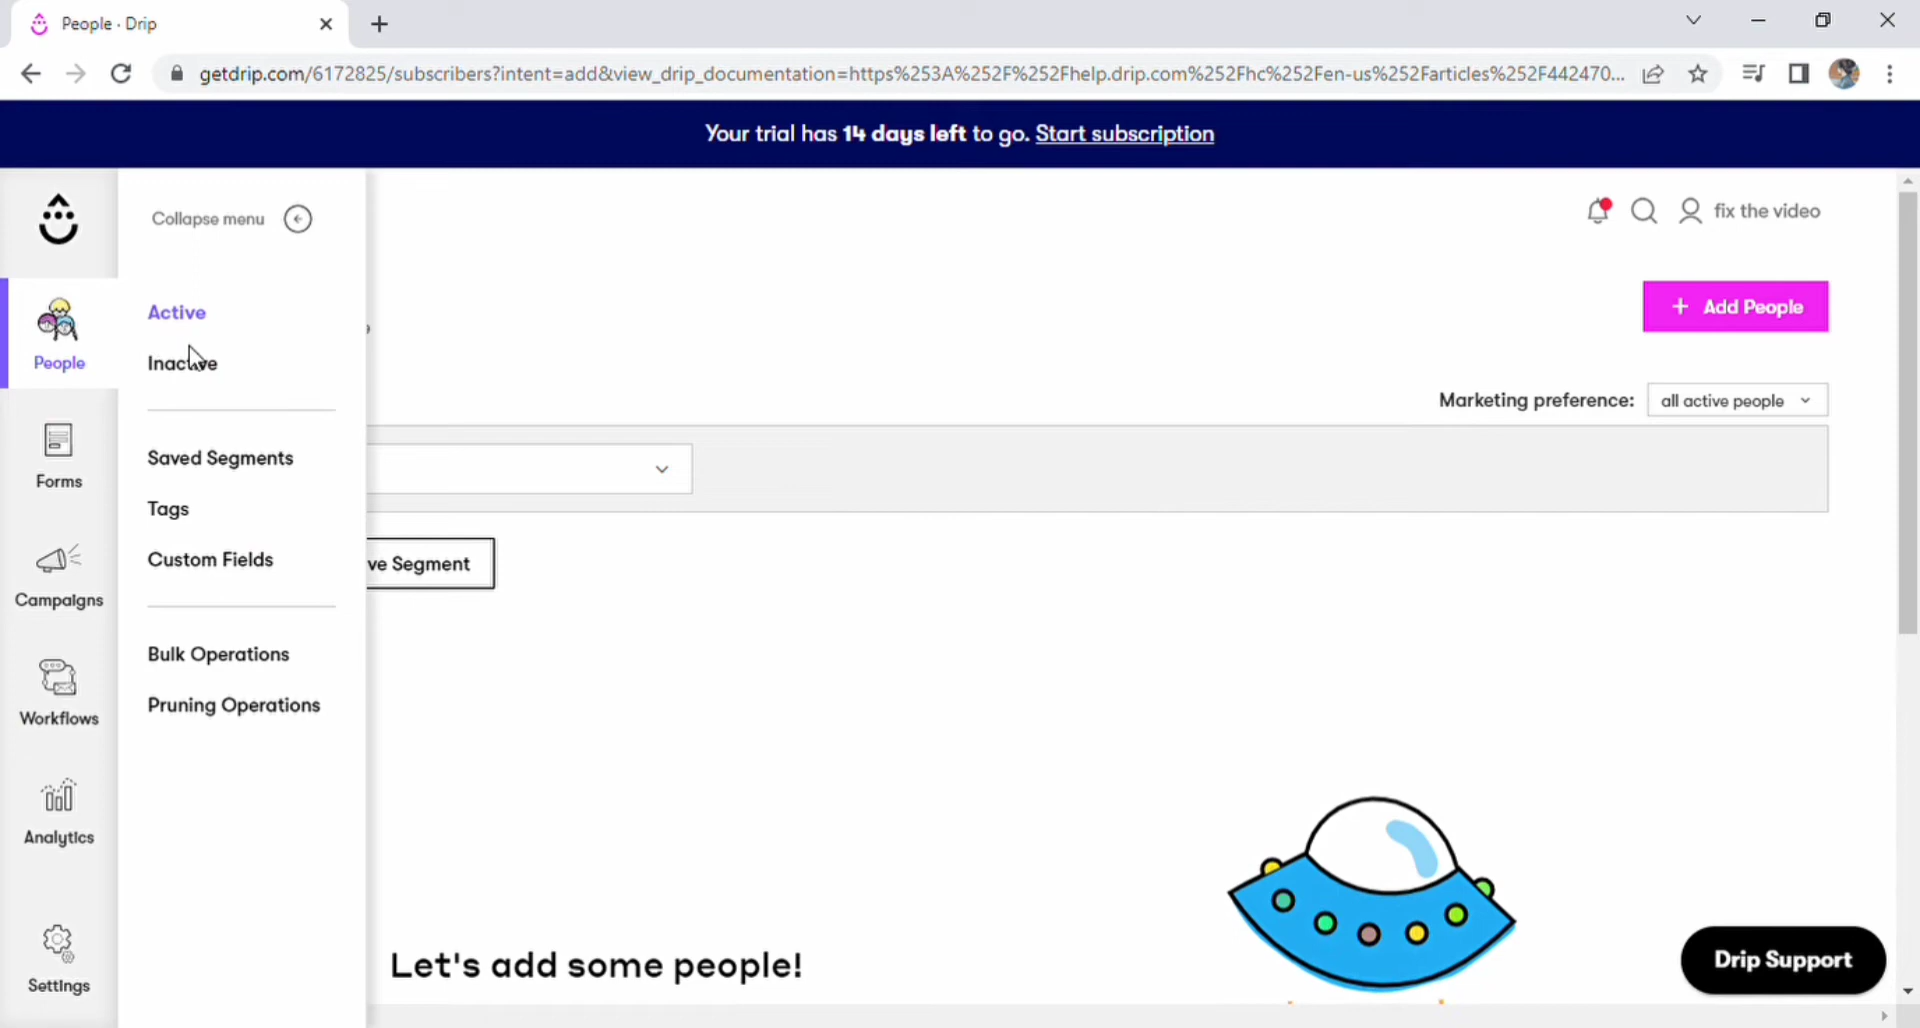 People · Drip
getdrip.com/6172825/subscribers?intent=add&view_drip_documentation=https%253A%252F%252Fhelp.drip.com%252Fhc%252Fen-us%252Farticles%252F442470...
Your trial has 14 days left to go. Start subscription
Collapse menu
fix the video
Active
+ Add People
Inactive
People
Marketing preference: all active people
Saved Segments
Forms
Tags
Custom Fields
ve Segment
Campaigns
Bulk Operations
Pruning Operations
Workflows
Analytics
Let's add some people!
Drip Support
Settings